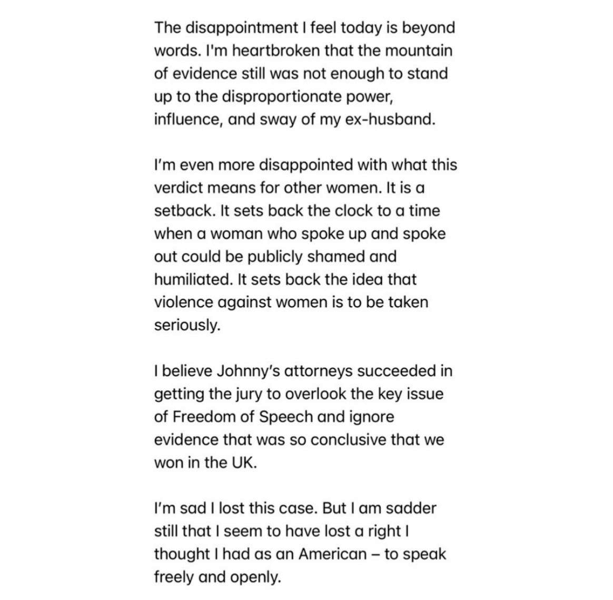 The disappointment I feel today is beyond
words. I'm heartbroken that the mountain
of evidence still was not enough to stand
up to the disproportionate power,
influence, and sway of my ex-husband.
I'm even more disappointed with what this
verdict means for other women. It is a
setback. It sets back the clock to a time
when a woman who spoke up and spoke
out could be publicly shamed and
humiliated. It sets back the idea that
violence against women is to be taken
seriously.
I believe Johnny's attorneys succeeded in
getting the jury to overlook the key issue
of Freedom of Speech and ignore
evidence that was so conclusive that we
won in the UK.
I'm sad I lost this case. But I am sadder
still that I seem to have lost a right I
thought I had as an American – to speak
freely and openly.